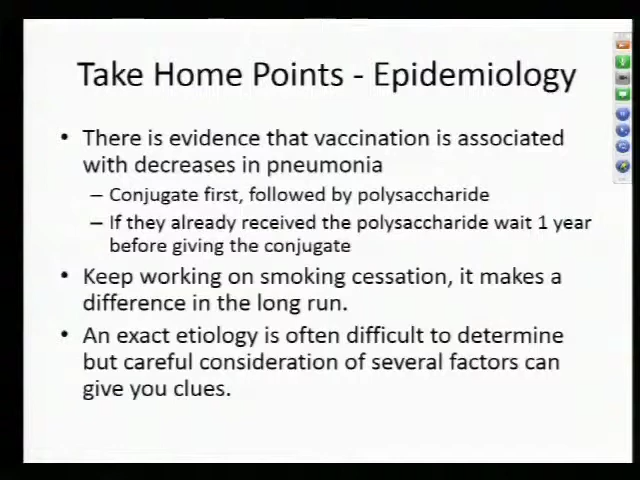 Take Home Points - Epidemiology
• There is evidence that vaccination is associated
with decreases in pneumonia
– Conjugate first, followed by polysaccharide
– If they already received the polysaccharide wait 1 year
before giving the conjugate
• Keep working on smoking cessation, it makes a
difference in the long run.
• An exact etiology is often difficult to determine
but careful consideration of several factors can
give you clues.